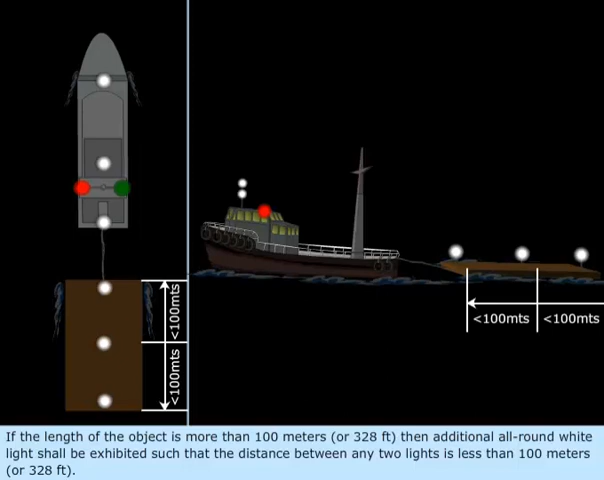 <100mts
<100mts
<100mts
<100mts
If the length of the object is more than 100 meters (or 328 ft) then additional all-round white
light shall be exhibited such that the distance between any two lights is less than 100 meters
(or 328 ft).